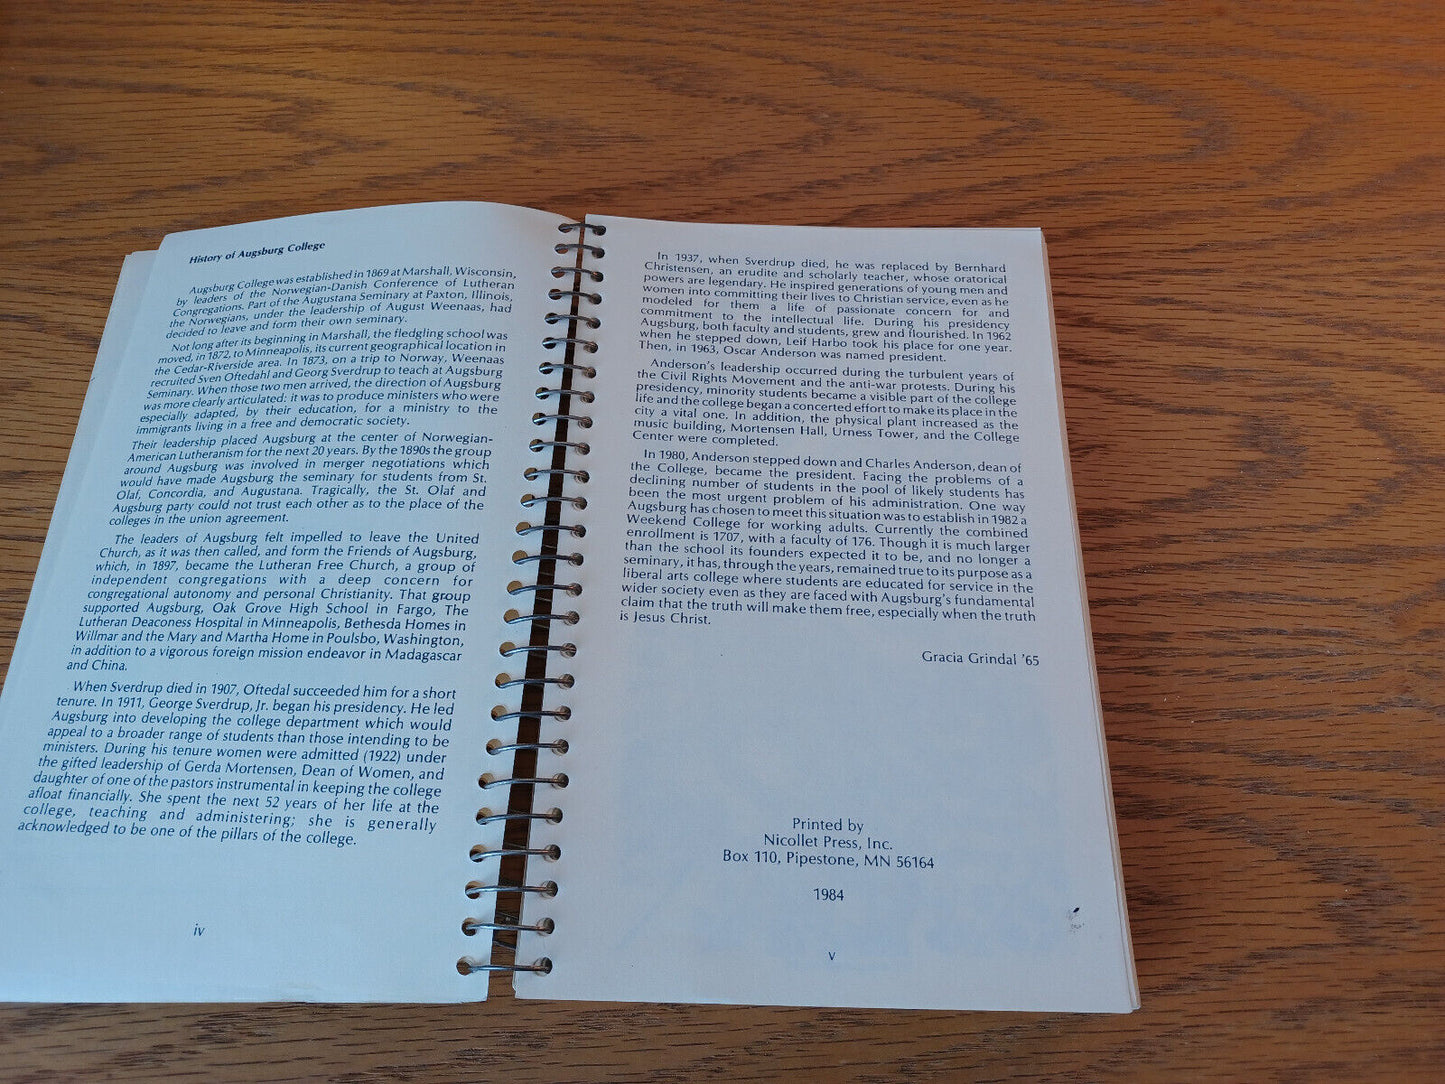 History of Augsburg College
Augsburg College was established in 1869 at Marshall, Wisconsin,
by leaders of the Norwegian-Danish Conference of Lutheran
Congregations. Part of the Augustana Seminary at Paxton, Illinois,
the Norwegians, under the leadership of August Weenaas, had
decided to leave and form their own seminary.
Not long after its beginning in Marshall, the fledgling school was
moved, in 1872, to Minneapolis, its current geographical location in
the Cedar-Riverside area. In 1873, on a trip to Norway, Weenaas
recruited Sven Oftedahl and Georg Sverdrup to teach at Augsburg
Seminary. When those two men arrived, the direction of Augsburg
was more clearly articulated: it was to produce ministers who were
especially adapted, by their education, for a ministry to the
immigrants living in a free and democratic society.
Their leadership placed Augsburg at the center of Norwegian-
American Lutheranism for the next 20 years. By the 1890s the group
around Augsburg was involved in merger negotiations which
would have made Augsburg the seminary for students from St.
Olaf, Concordia, and Augustana. Tragically, the St. Olaf and
Augsburg party could not trust each other as to the place of the
colleges in the union agreement.
The leaders of Augsburg felt impelled to leave the United
Church, as it was then called, and form the Friends of Augsburg,
which, in 1897, became the Lutheran Free Church, a group of
independent congregations with a deep concern for
congregational autonomy and personal Christianity. That group
supported Augsburg, Oak Grove High School in Fargo, The
Lutheran Deaconess Hospital in Minneapolis, Bethesda Homes in
Willmar and the Mary and Martha Home in Poulsbo, Washington,
in addition to a vigorous foreign mission endeavor in Madagascar
and China.
When Sverdrup died in 1907, Oftedal succeeded him for a short
tenure. In 1911, George Sverdrup, Jr. began his presidency. He led
Augsburg into developing the college department which would
appeal to a broader range of students than those intending to be
ministers. During his tenure women were admitted (1922) under
the gifted leadership of Gerda Mortensen, Dean of Women, and
daughter of one of the pastors instrumental in keeping the college
afloat financially. She spent the next 52 years of her life at the
college, teaching and administering; she is generally
acknowledged to be one of the pillars of the college.
iv
In 1937, when Sverdrup died, he was replaced by Bernhard
Christensen, an erudite and scholarly teacher, whose oratorical
powers are legendary. He inspired generations of young men and
women into committing their lives to Christian service, even as he
modeled for them a life of passionate concern for and
commitment to the intellectual life. During his presidency
Augsburg, both faculty and students, grew and flourished. In 1962
when he stepped down, Leif Harbo took his place for one year.
Then, in 1963, Oscar Anderson was named president.
Anderson's leadership occurred during the turbulent years of
the Civil Rights Movement and the anti-war protests. During his
presidency, minority students became a visible part of the college
life and the college began a concerted effort to make its place in the
city a vital one. In addition, the physical plant increased as the
music building, Mortensen Hall, Urness Tower, and the College
Center were completed.
In 1980, Anderson stepped down and Charles Anderson, dean of
the College, became the president. Facing the problems of a
declining number of students in the pool of likely students has
been the most urgent problem of his administration. One way
Augsburg has chosen to meet this situation was to establish in 1982 a
Weekend College for working adults. Currently the combined
enrollment is 1707, with a faculty of 176. Though it is much larger
than the school its founders expected it to be, and no longer a
seminary, it has, through the years, remained true to its purpose as a
liberal arts college where students are educated for service in the
wider society even as they are faced with Augsburg's fundamental
claim that the truth will make them free, especially when the truth
is Jesus Christ.
Gracia Grindal '65
Printed by
Nicollet Press, Inc.
Box 110, Pipestone, MN 56164
1984
v